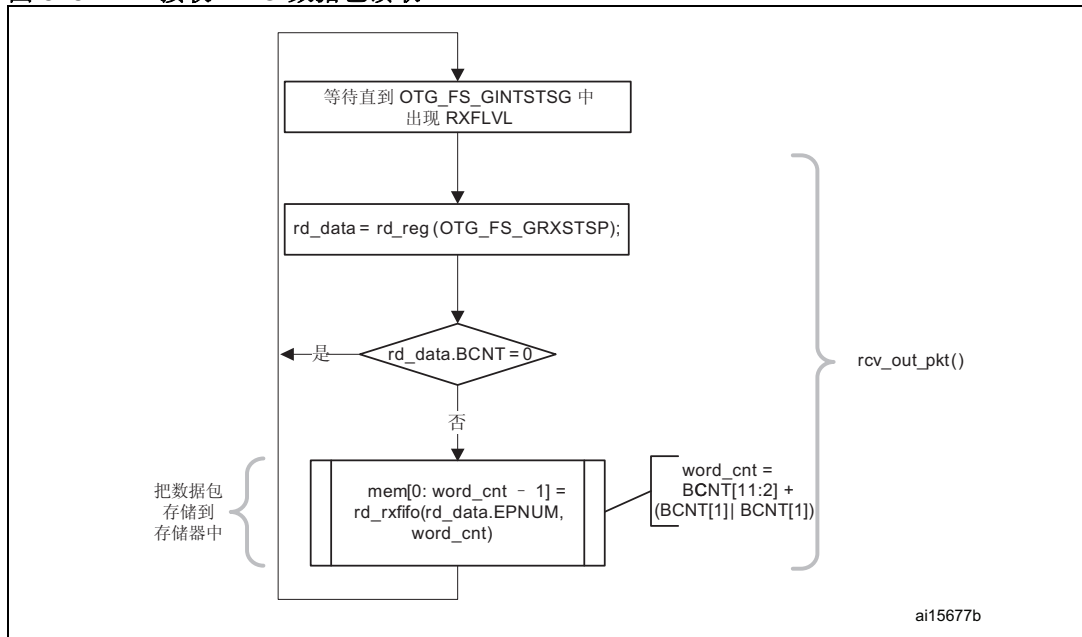 等待直到 OTG_FS_GINTSTSG 中
出现 RXFLVL
rd_data = rd_reg (OTG_FS_GRXSTSP);
rd_data.BCNT = 0
是
否
rcv_out_pkt()
把数据包
存储到
存储器中
mem[0: word_cnt – 1] =
rd_rxfifo(rd_data.EPNUM,
word_cnt)
word_cnt =
BCNT[11:2] +
(BCNT[1]| BCNT[1])
ai15677b